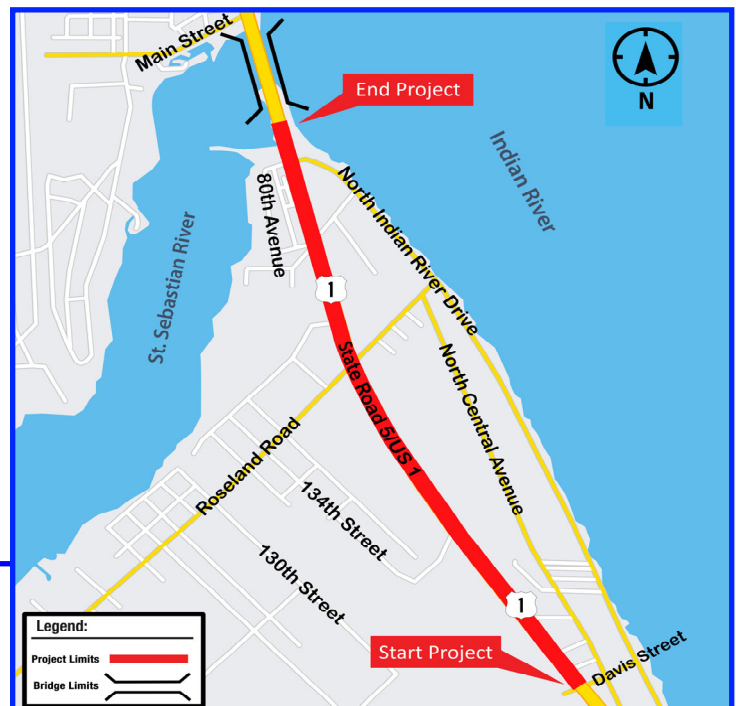 Main Street
End Project
N
Indian River
80th Avenue
North Indian River Drive
St. Sebastian River
1
State Road 5/US 1
North Central Avenue
Roseland Road
134th Street
130th Street
1
Legend:
Project Limits
Bridge Limits
Start Project
Davis Street